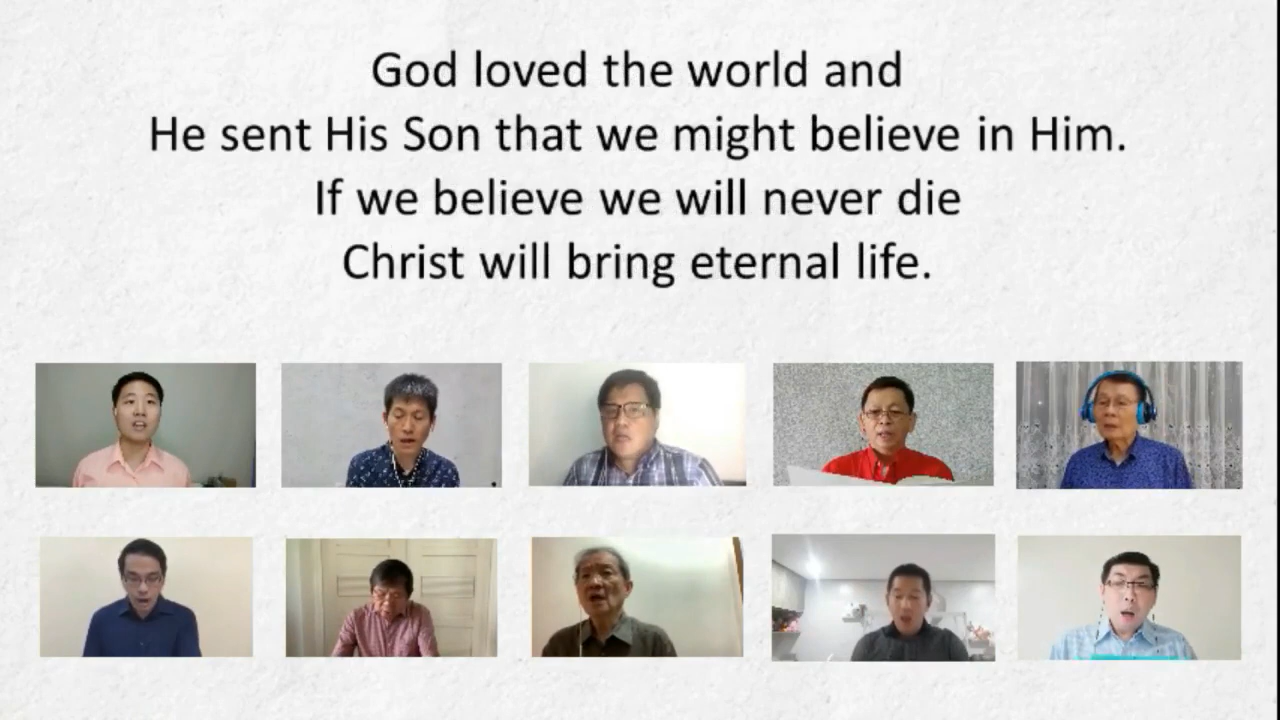 God loved the world and
He sent His Son that we might believe in Him.
If we believe we will never die
Christ will bring eternal life.